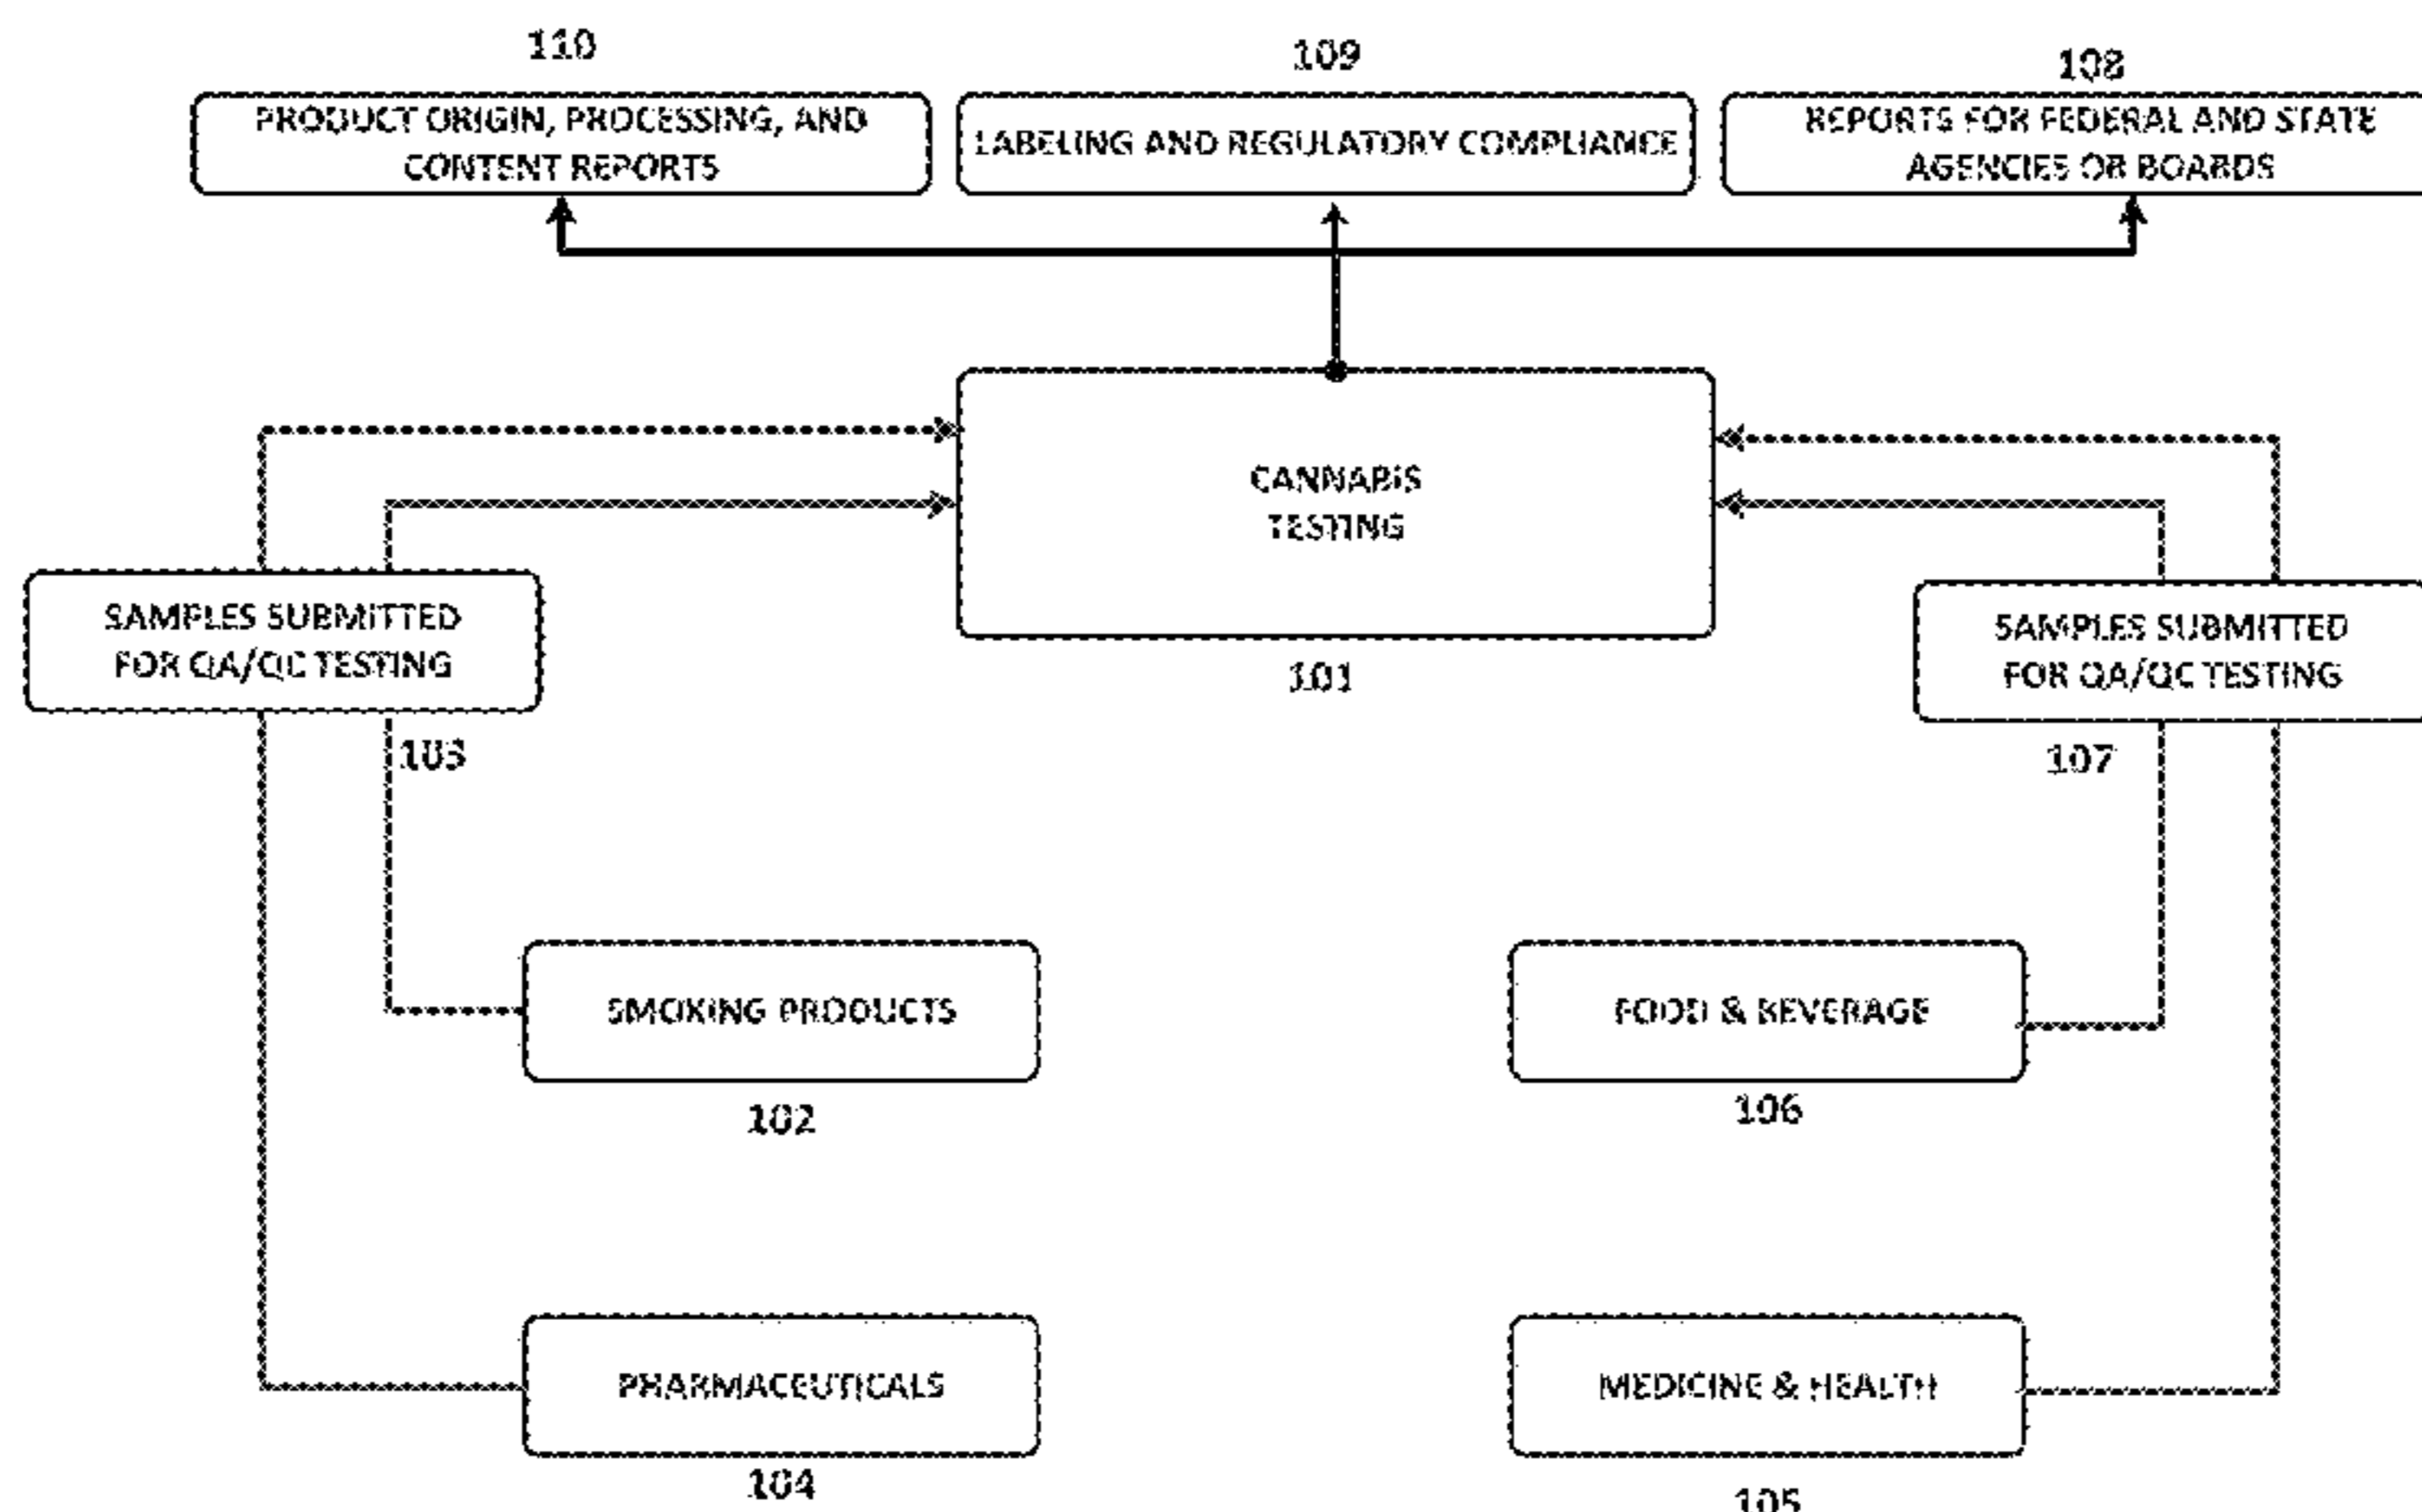 110
109
108
PRODUCT ORIGIN, PROCESSING, AND
CONTENT REPORTS
LABELING AND REGULATORY COMPLIANCE
REPORTS FOR FEDERAL AND STATE
AGENCIES OR BOARDS
CANNABIS
TESTING
101
SAMPLES SUBMITTED
FOR QA/QC TESTING
103
SAMPLES SUBMITTED
FOR QA/QC TESTING
107
SMOKING PRODUCTS
102
FOOD & BEVERAGE
106
PHARMACEUTICALS
104
MEDICINE & HEALTH
105